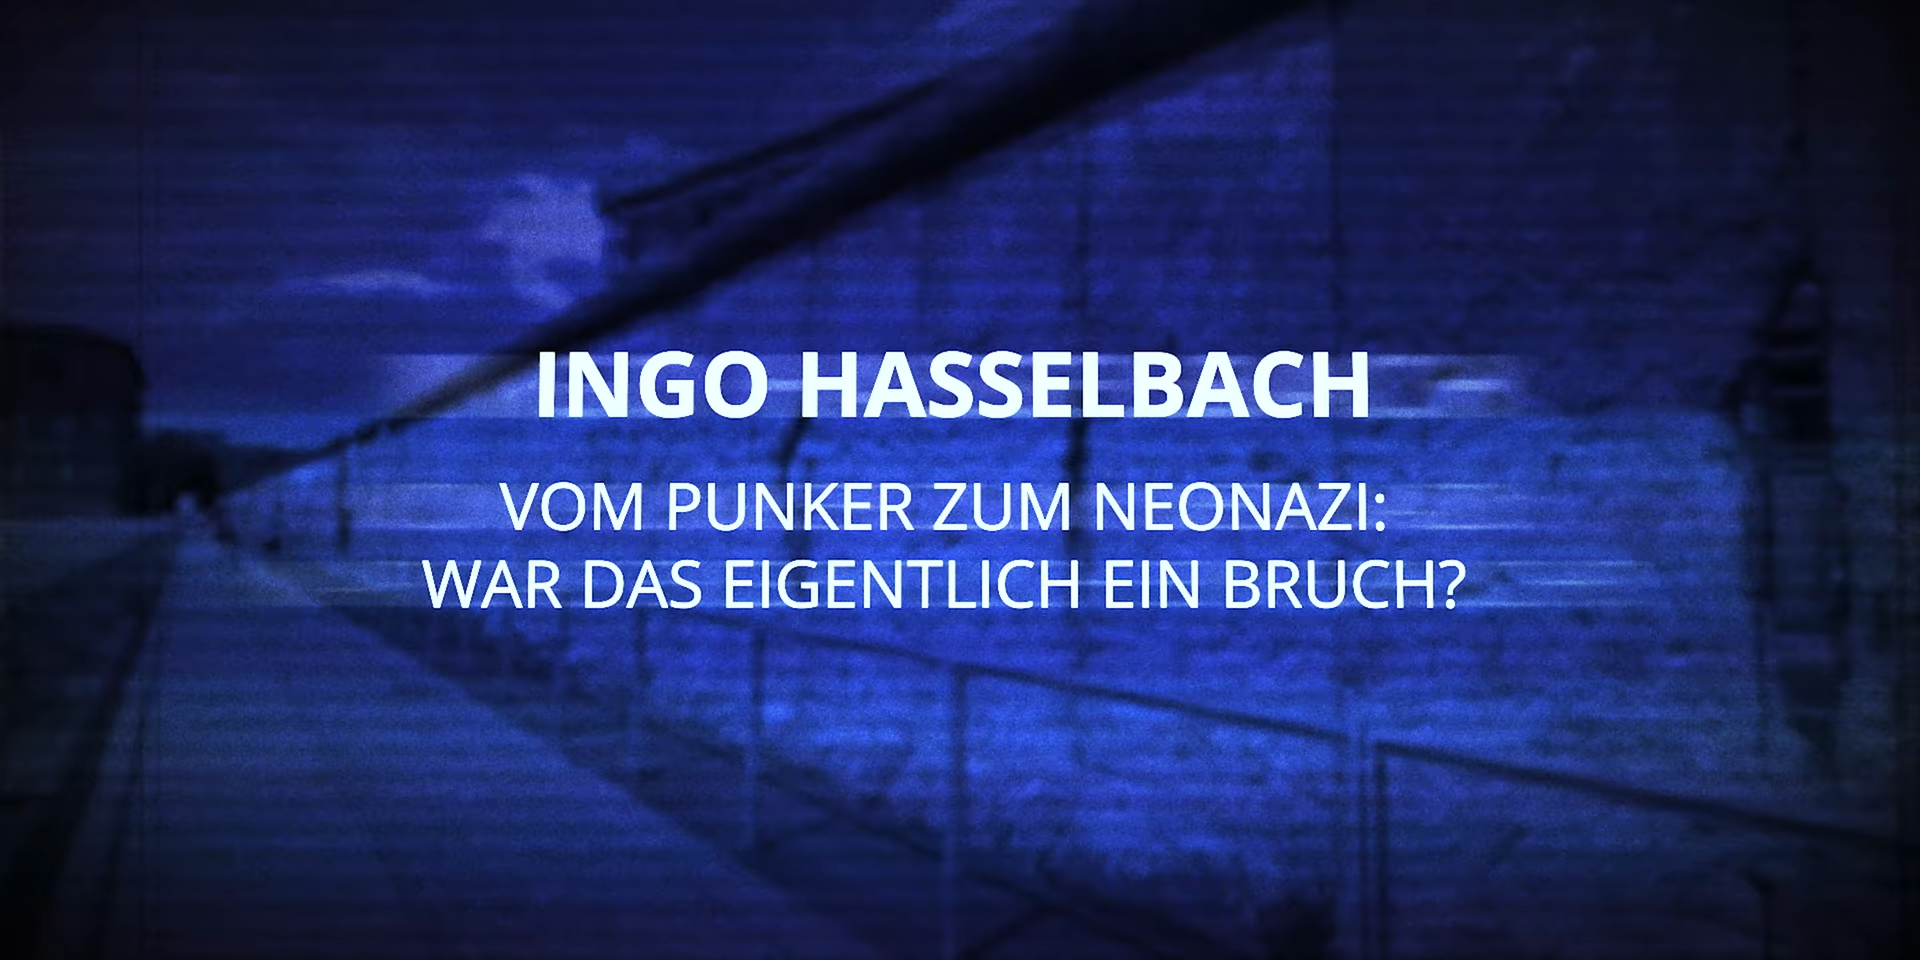 INGO HASSELBACH
VOM PUNKER ZUM NEONAZI:
WAR DAS EIGENTLICH EIN BRUCH?